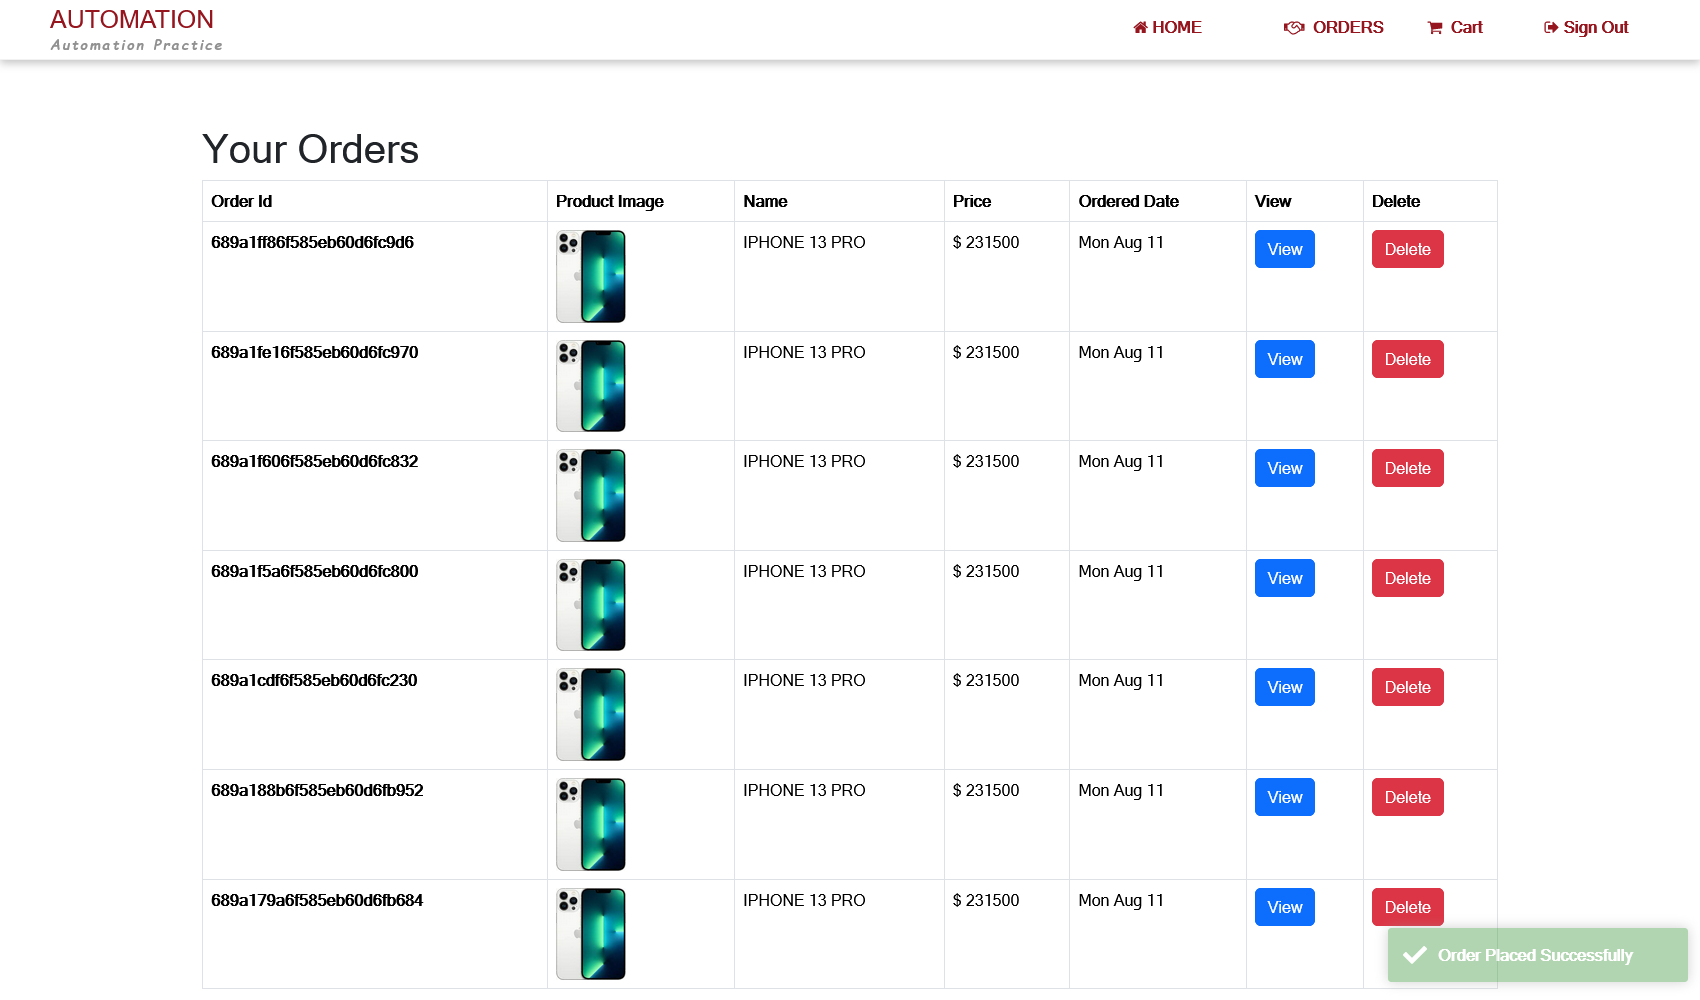 AUTOMATION
Automation Practice
HOME ORDERS Cart Sign Out
Your Orders
Order Id Product Image Name Price Ordered Date View Delete
689a1ff86f585eb60d6fc9d6 IPHONE 13 PRO $ 231500 Mon Aug 11 View Delete
689a1fe16f585eb60d6fc970 IPHONE 13 PRO $ 231500 Mon Aug 11 View Delete
689a1f606f585eb60d6fc832 IPHONE 13 PRO $ 231500 Mon Aug 11 View Delete
689a1f5a6f585eb60d6fc800 IPHONE 13 PRO $ 231500 Mon Aug 11 View Delete
689a1cdf6f585eb60d6fc230 IPHONE 13 PRO $ 231500 Mon Aug 11 View Delete
689a188b6f585eb60d6fb952 IPHONE 13 PRO $ 231500 Mon Aug 11 View Delete
689a179a6f585eb60d6fb684 IPHONE 13 PRO $ 231500 Mon Aug 11 View Delete
Order Placed Successfully